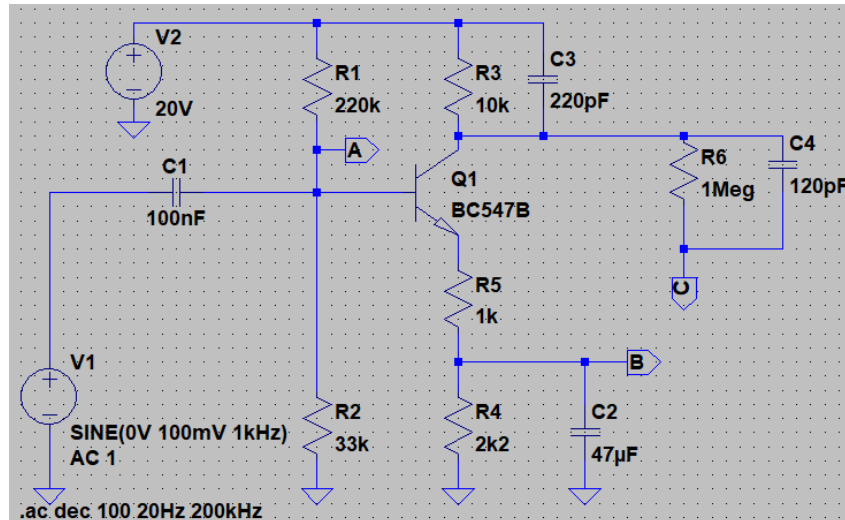 V2
20V
R1
220k
R3
10k
C3
220pF
A
C1
100nF
Q1
BC547B
R6
1Meg
C4
120pF
R5
1k
C
V1
SINE(0V 100mV 1kHz)
AC 1
R2
33k
B
R4
2k2
C2
47µF
.ac dec 100 20Hz 200kHz